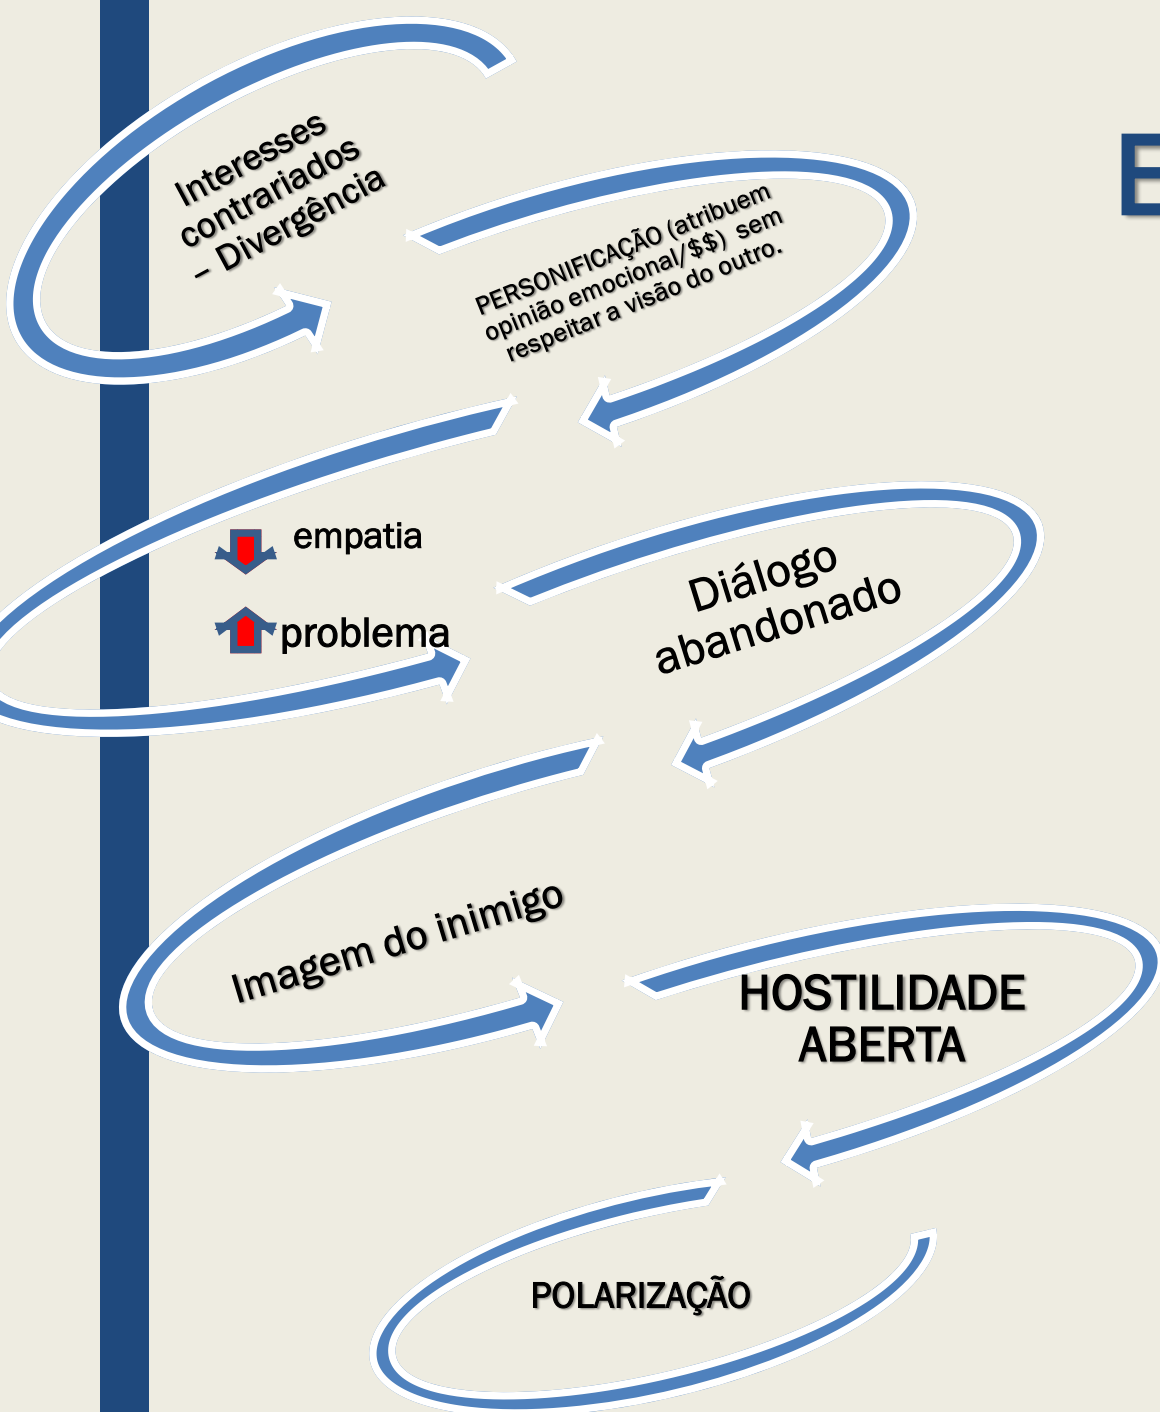 Interesses
contrariados
– Divergência
E
PERSONIFICAÇÃO (atribuem
opinião emocional/$$) sem
respeitar a visão do outro.
empatia
problema
Diálogo
abandonado
Imagem do inimigo
HOSTILIDADE
ABERTA
POLARIZAÇÃO